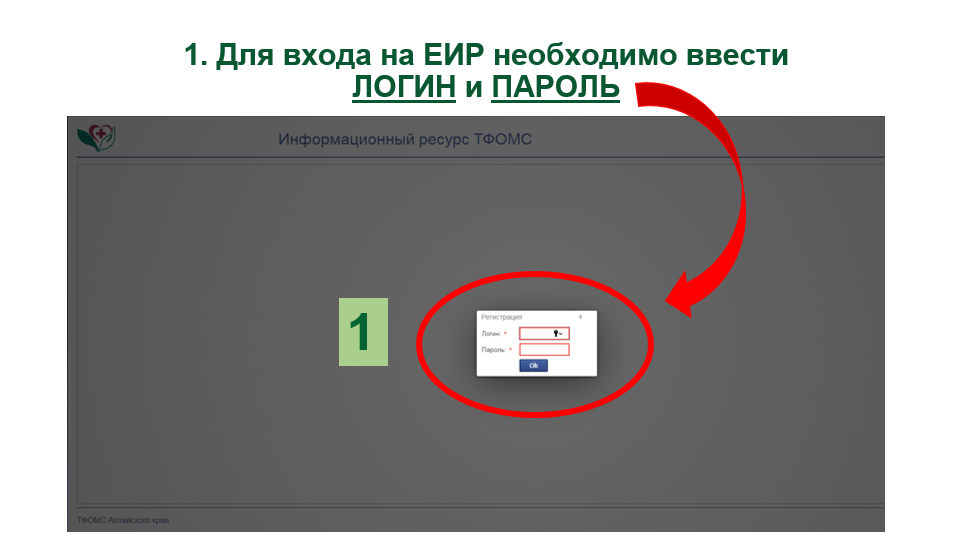 1. Для входа на ЕИР необходимо ввести
ЛОГИН и ПАРОЛЬ
Информационный ресурс ТФОМС
1
Регистрация +
Логин: *
Пароль: *
Ok
ТФОМС Алтайского края